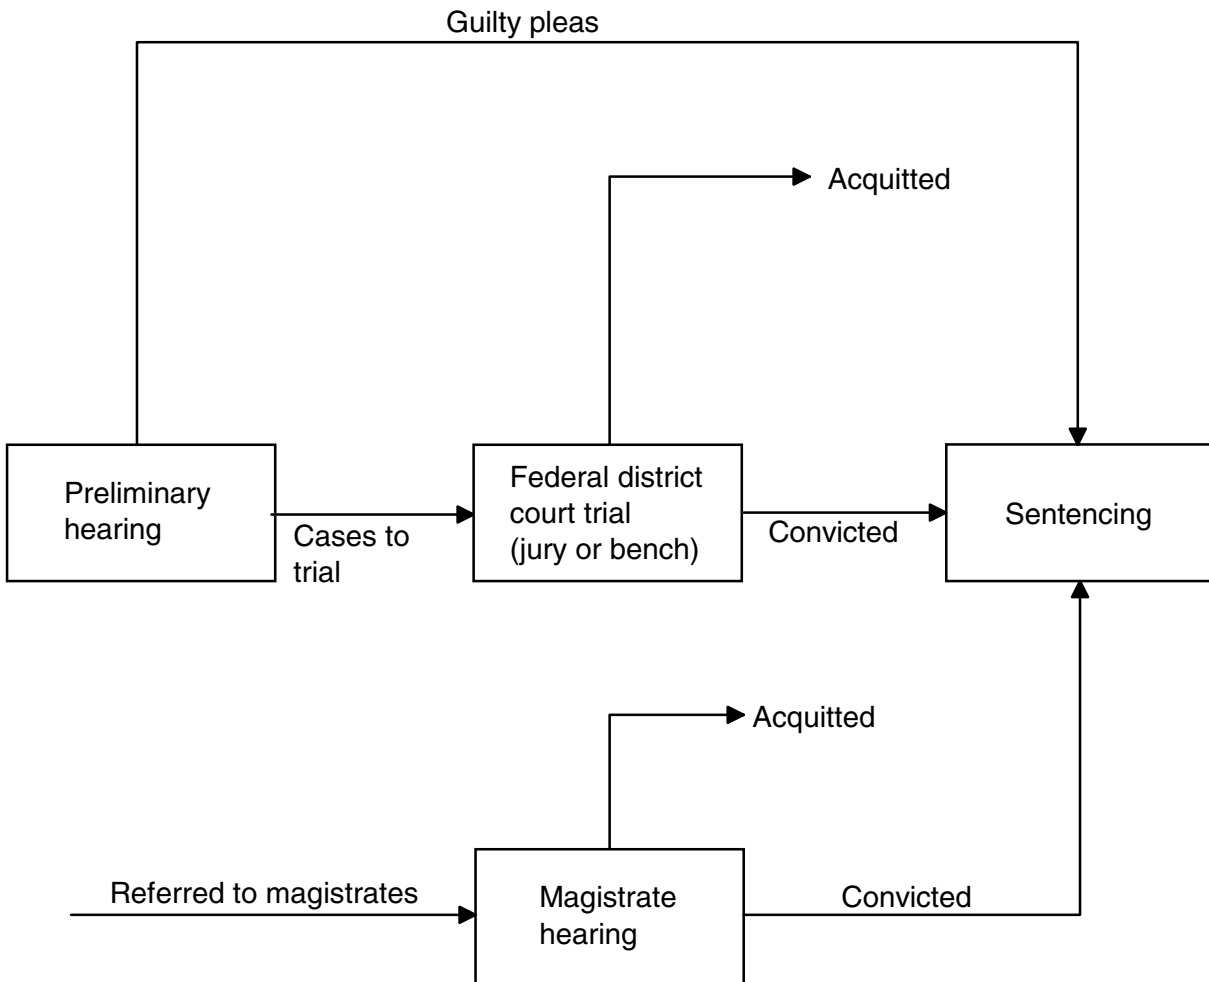 Guilty pleas
Acquitted
Preliminary
hearing
Cases to
trial
Federal district
court trial
(jury or bench)
Convicted
Sentencing
Acquitted
Referred to magistrates
Magistrate
hearing
Convicted